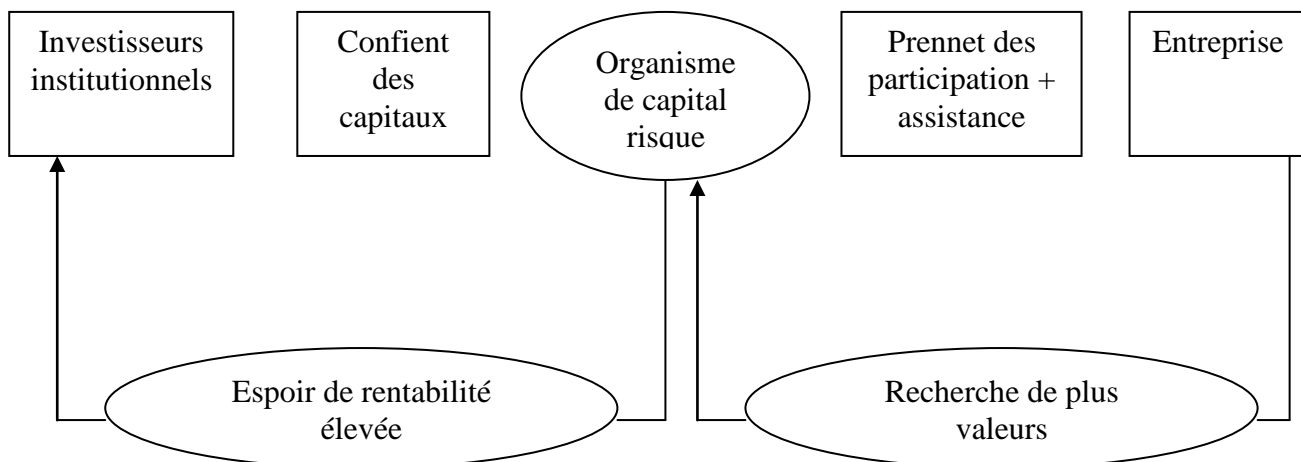 Investisseurs
institutionnels
Confient
des
capitaux
Organisme
de capital
risque
Prennet des
participation +
assistance
Entreprise
Espoir de rentabilité
élevée
Recherche de plus
valeurs